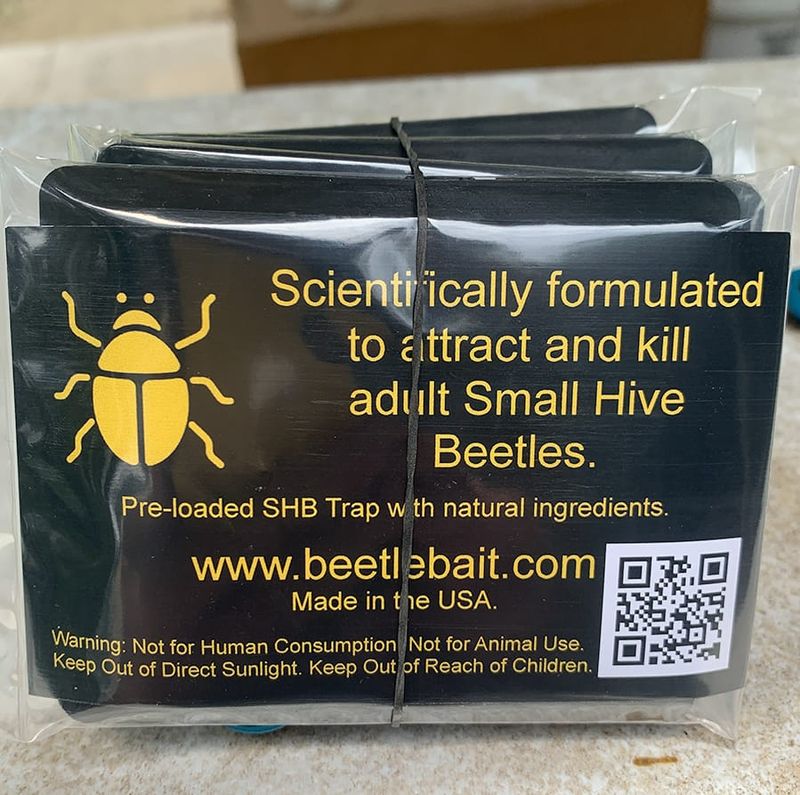 Scientifically formulated
to attract and kill
adult Small Hive
Beetles.
Pre-loaded SHB Trap with natural ingredients.
www.beetlebait.com
Made in the USA.
Warning: Not for Human Consumption. Not for Animal Use.
Keep Out of Direct Sunlight. Keep Out of Reach of Children.